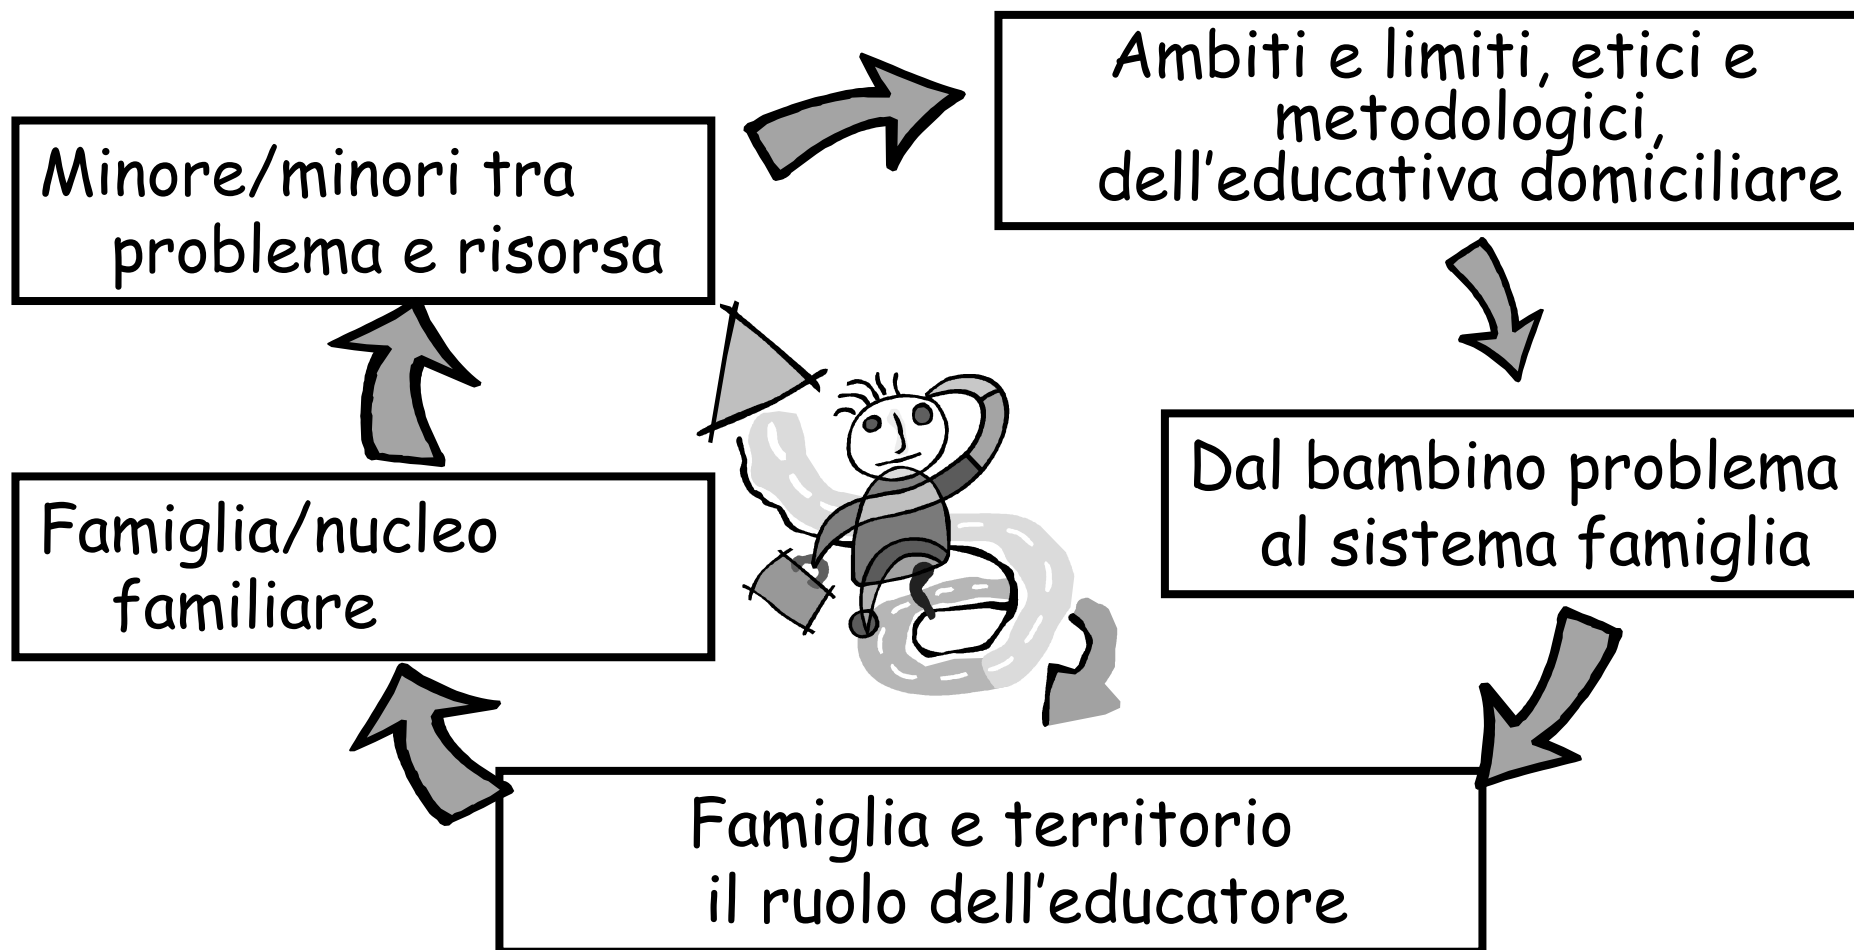 Ambiti e limiti, etici e
metodologici,
dell'educativa domiciliare
Minore/minori tra
problema e risorsa
Dal bambino problema
al sistema famiglia
Famiglia/nucleo
familiare
Famiglia e territorio
il ruolo dell'educatore